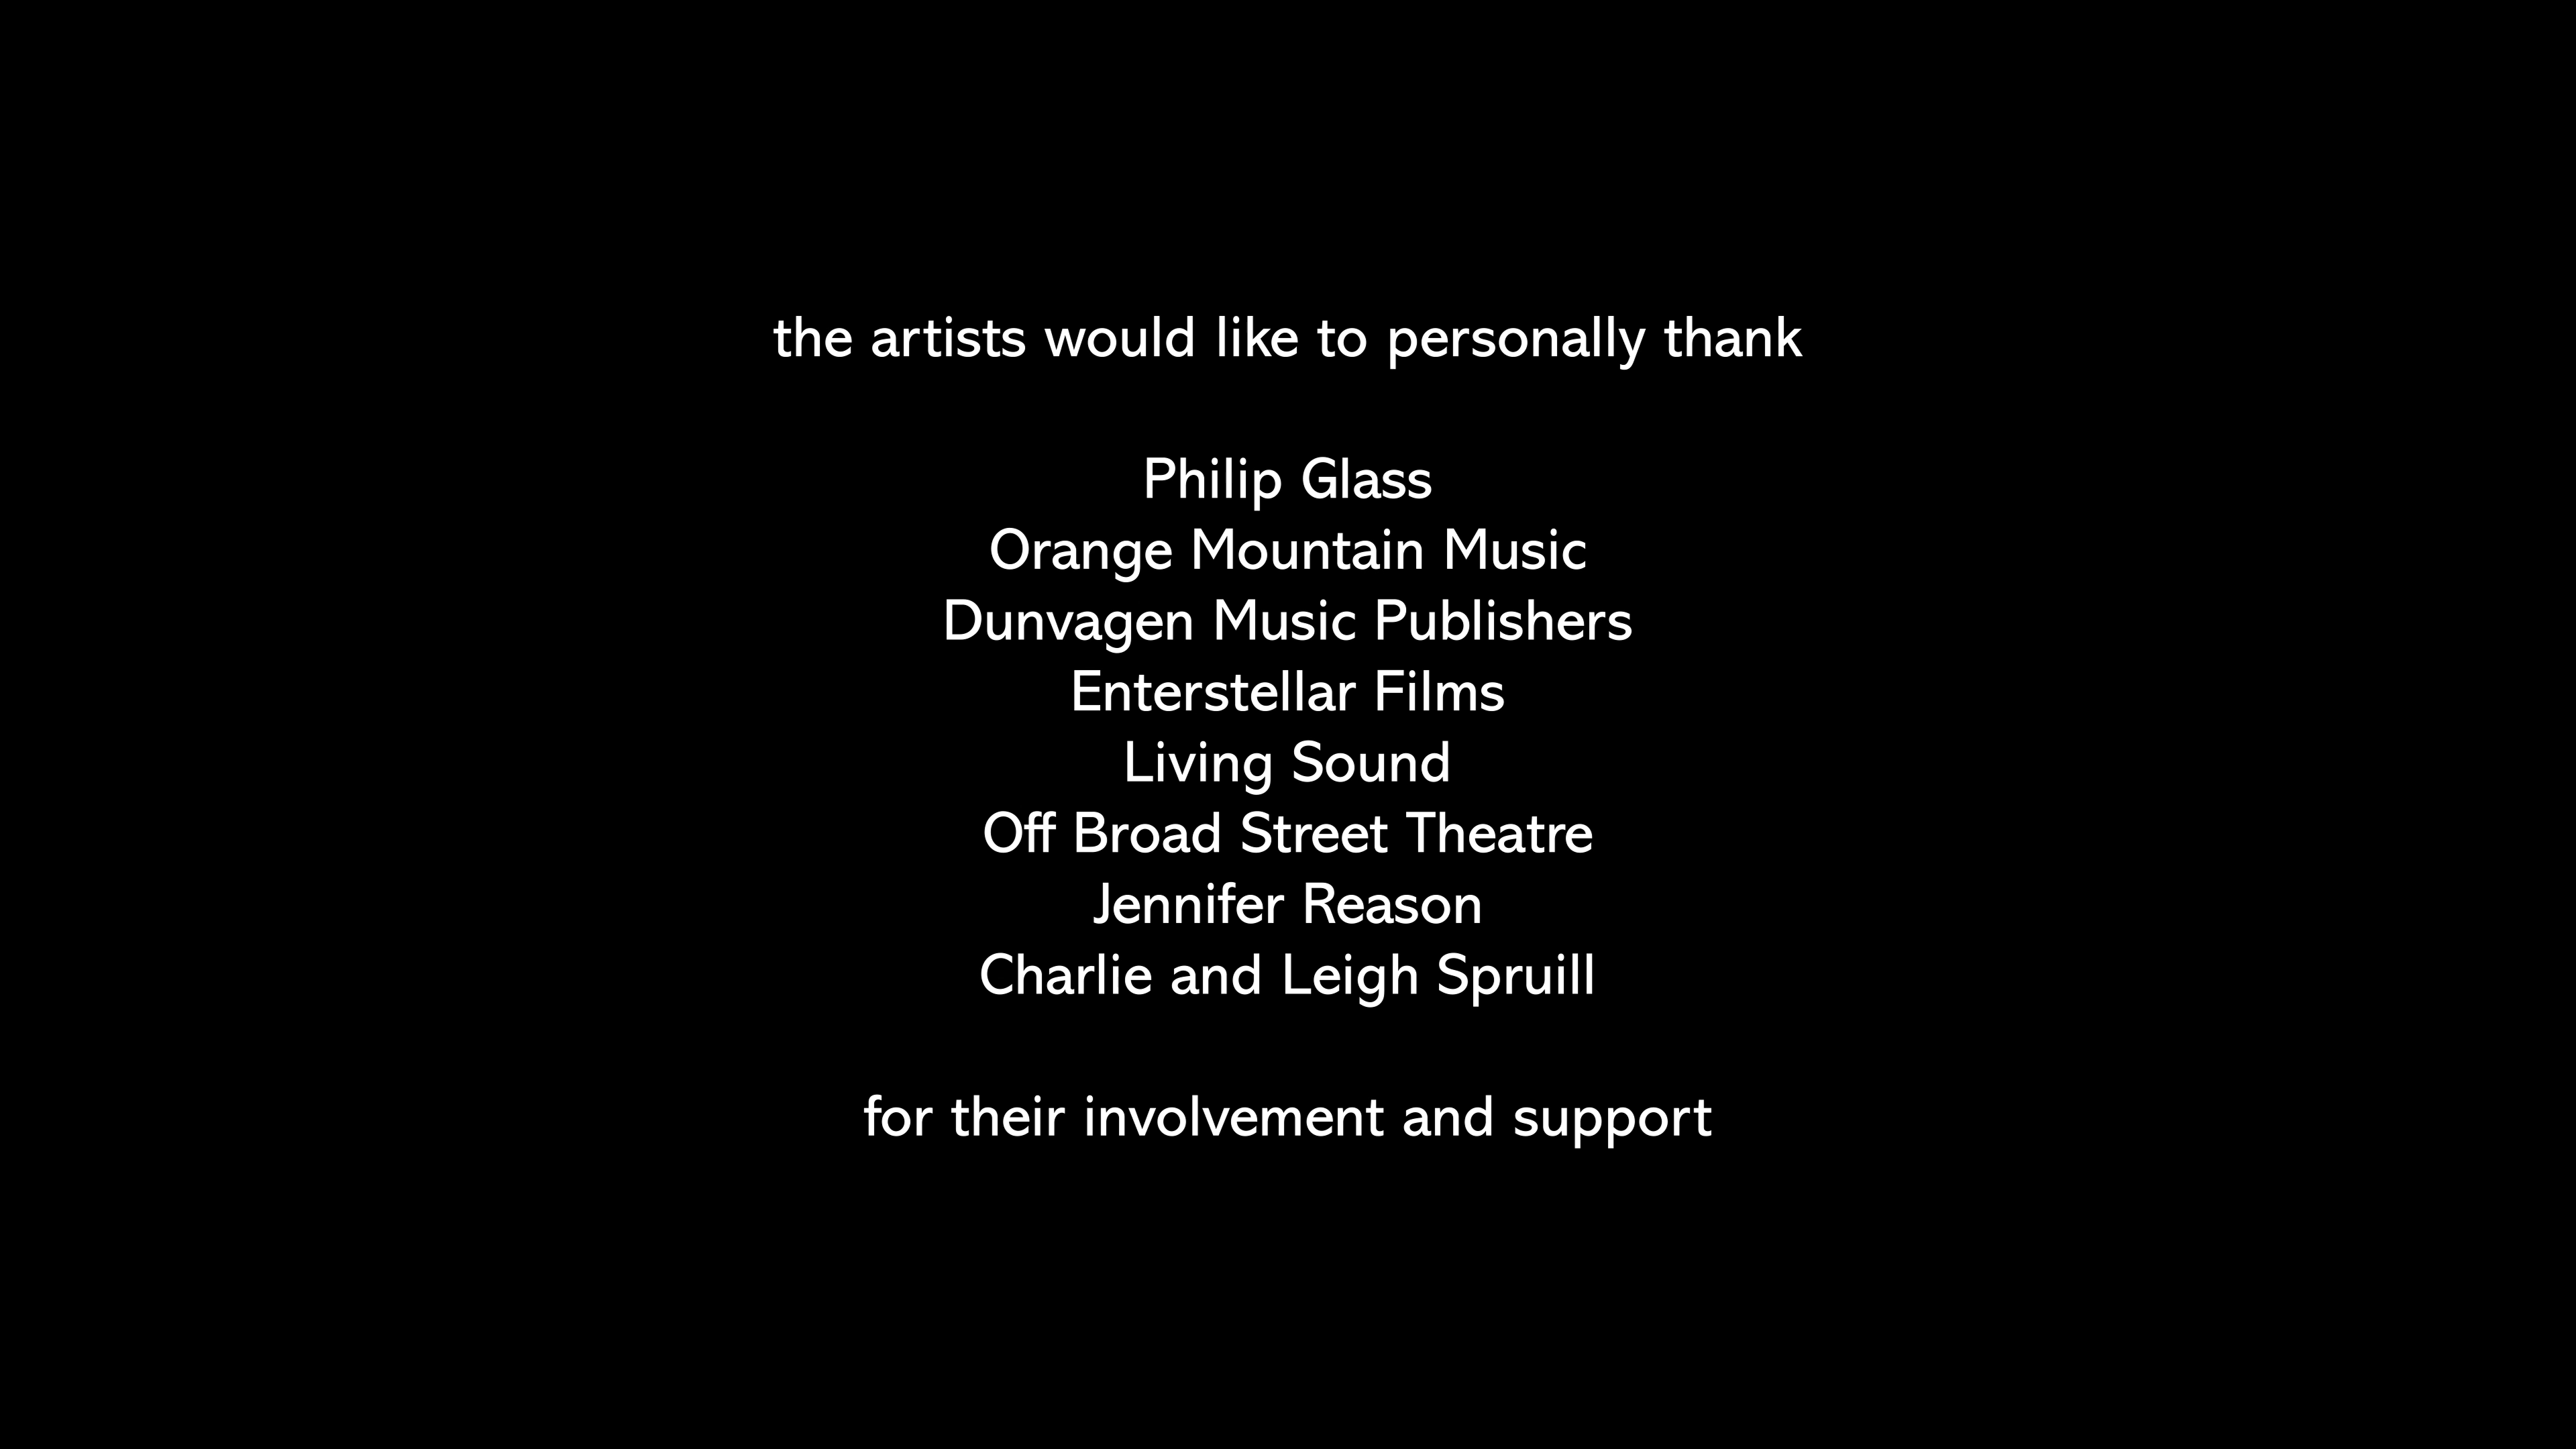 the artists would like to personally thank
Philip Glass
Orange Mountain Music
Dunvagen Music Publishers
Enterstellar Films
Living Sound
Off Broad Street Theatre
Jennifer Reason
Charlie and Leigh Spruill
for their involvement and support